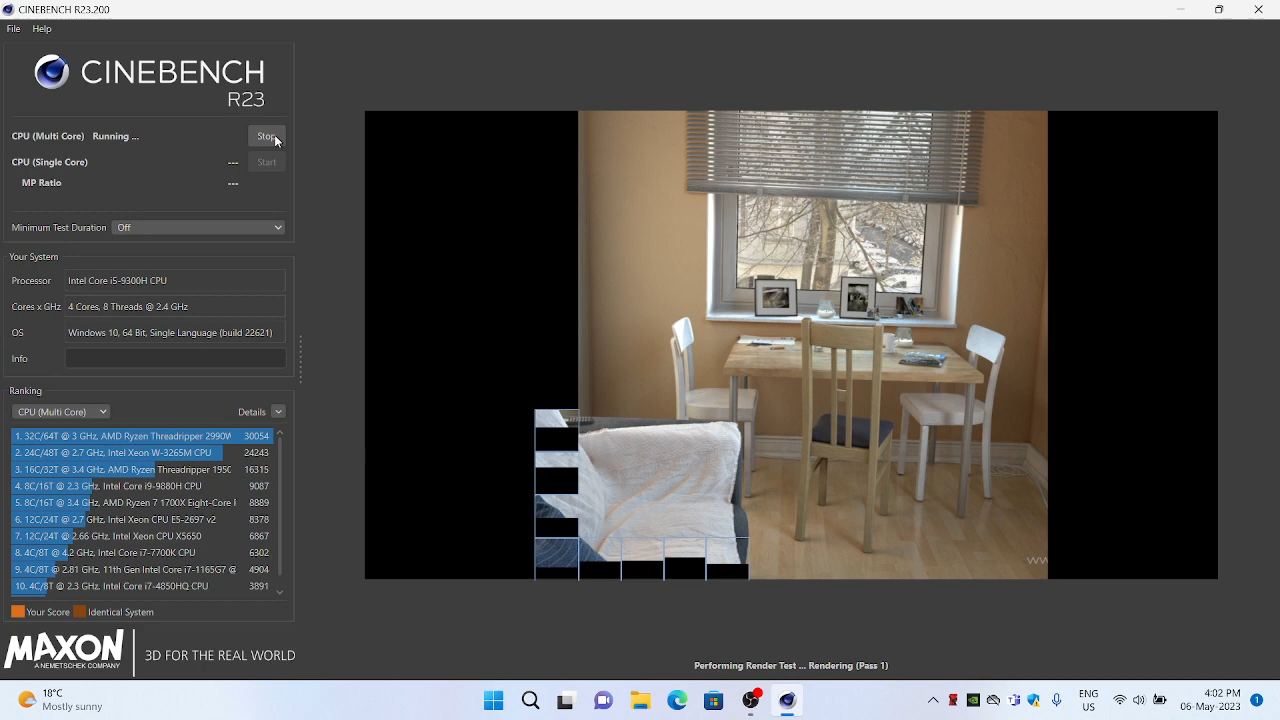 CINEBENCH R23.200
File Help
CINEBENCH
R23
CPU (Multi Core) Running ... Stop
CPU (Single Core) --- Start
MP Ratio ---
Minimum Test Duration Off
Your System
Processor Intel Core i5-9300H CPU
Cores x GHz 4 Cores, 8 Threads @ 2.4 GHz
OS Windows 10, 64 Bit, Single Language (build 22621)
Info
Ranking
CPU (Multi Core) Details
1. 32C/64T @ 3 GHz, AMD Ryzen Threadripper 2990W 30054
2. 24C/48T @ 2.7 GHz, Intel Xeon W-3265M CPU 24243
3. 16C/32T @ 3.4 GHz, AMD Ryzen Threadripper 1950 16315
4. 8C/16T @ 2.3 GHz, Intel Core i9-9880H CPU 9087
5. 8C/16T @ 3.4 GHz, AMD Ryzen 7 1700X Eight-Core 8889
6. 12C/24T @ 2.7 GHz, Intel Xeon CPU E5-2697 v2 8378
7. 12C/24T @ 2.66 GHz, Intel Xeon CPU X5650 6867
8. 4C/8T @ 4.2 GHz, Intel Core i7-7700K CPU 6302
9. 4C/8T @ 2.81 GHz, 11th Gen Intel Core i7-1165G7 @ 4904
10. 4C/8T @ 2.3 GHz, Intel Core i7-4850HQ CPU 3891
Your Score Identical System
MAXON
A NEMETSCHEK COMPANY
3D FOR THE REAL WORLD
Performing Render Test ... Rendering (Pass 1)
18°C
Mostly sunny
ENG
US
4:02 PM
06-May-2023
1